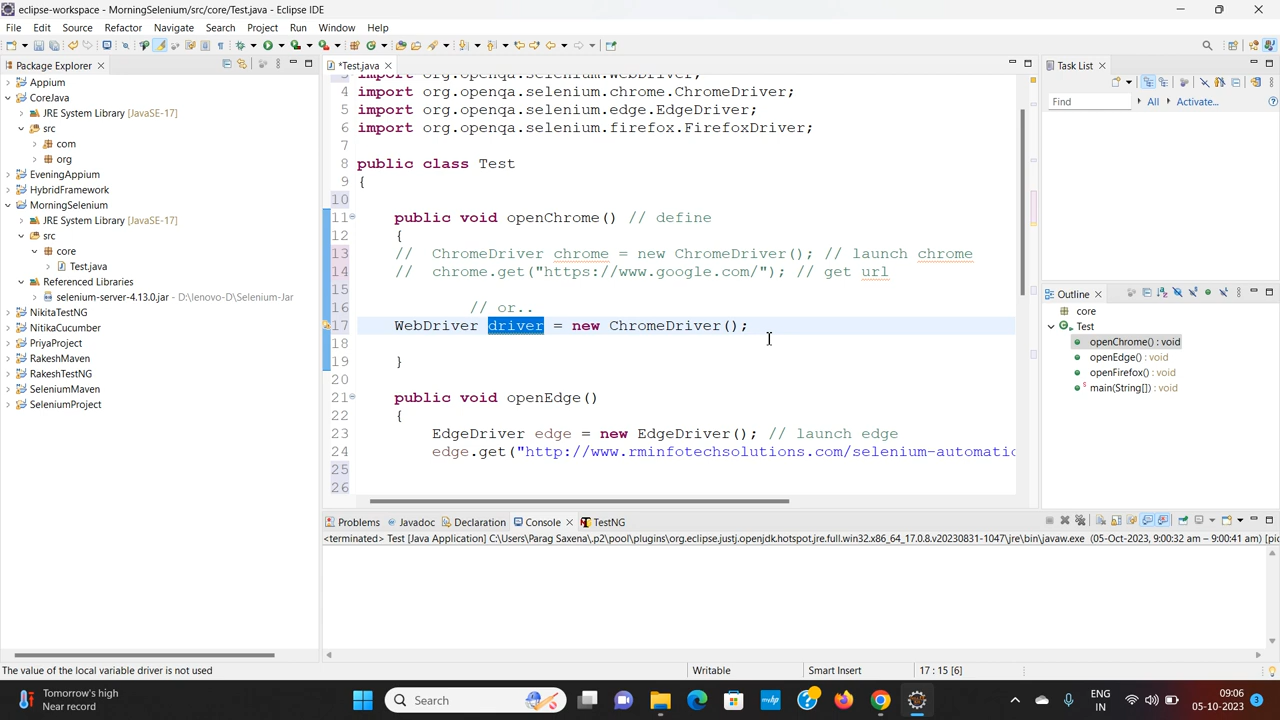 eclipse-workspace - MorningSelenium/src/core/Test.java - Eclipse IDE
File Edit Source Refactor Navigate Search Project Run Window Help
Package Explorer
Appium
CoreJava
JRE System Library [JavaSE-17]
src
com
org
EveningAppium
HybridFramework
MorningSelenium
JRE System Library [JavaSE-17]
src
core
Test.java
Referenced Libraries
selenium-server-4.13.0.jar - D:\lenovo-D\Selenium-Jar
NikitaTestNG
NitikaCucumber
PriyaProject
RakeshMaven
RakeshTestNG
SeleniumMaven
SeleniumProject
*Test.java
3 import org.openqa.selenium.WebDriver;
4 import org.openqa.selenium.chrome.ChromeDriver;
5 import org.openqa.selenium.edge.EdgeDriver;
6 import org.openqa.selenium.firefox.FirefoxDriver;
7
8 public class Test
9 {
10
11 public void openChrome() // define
12 {
13 // ChromeDriver chrome = new ChromeDriver(); // launch chrome
14 // chrome.get("https://www.google.com/"); // get url
15
16 // or..
17 WebDriver driver = new ChromeDriver();
18
19 }
20
21 public void openEdge()
22 {
23 EdgeDriver edge = new EdgeDriver(); // launch edge
24 edge.get("http://www.rminfotechsolutions.com/selenium-automatic
25
26
Task List
Find All Activate...
Outline
core
Test
openChrome() : void
openEdge() : void
openFirefox() : void
main(String[]) : void
Problems Javadoc Declaration Console TestNG
<terminated> Test [Java Application] C:\Users\Parag Saxena\.p2\pool\plugins\org.eclipse.justj.openjdk.hotspot.jre.full.win32.x86_64_17.0.8.v20230831-1047\jre\bin\javaw.exe (05-Oct-2023, 9:00:32 am – 9:00:41 am) [pic
The value of the local variable driver is not used
Writable
Smart Insert
17 : 15 [6]
Tomorrow's high
Near record
Search
ENG
IN
09:06
05-10-2023
3